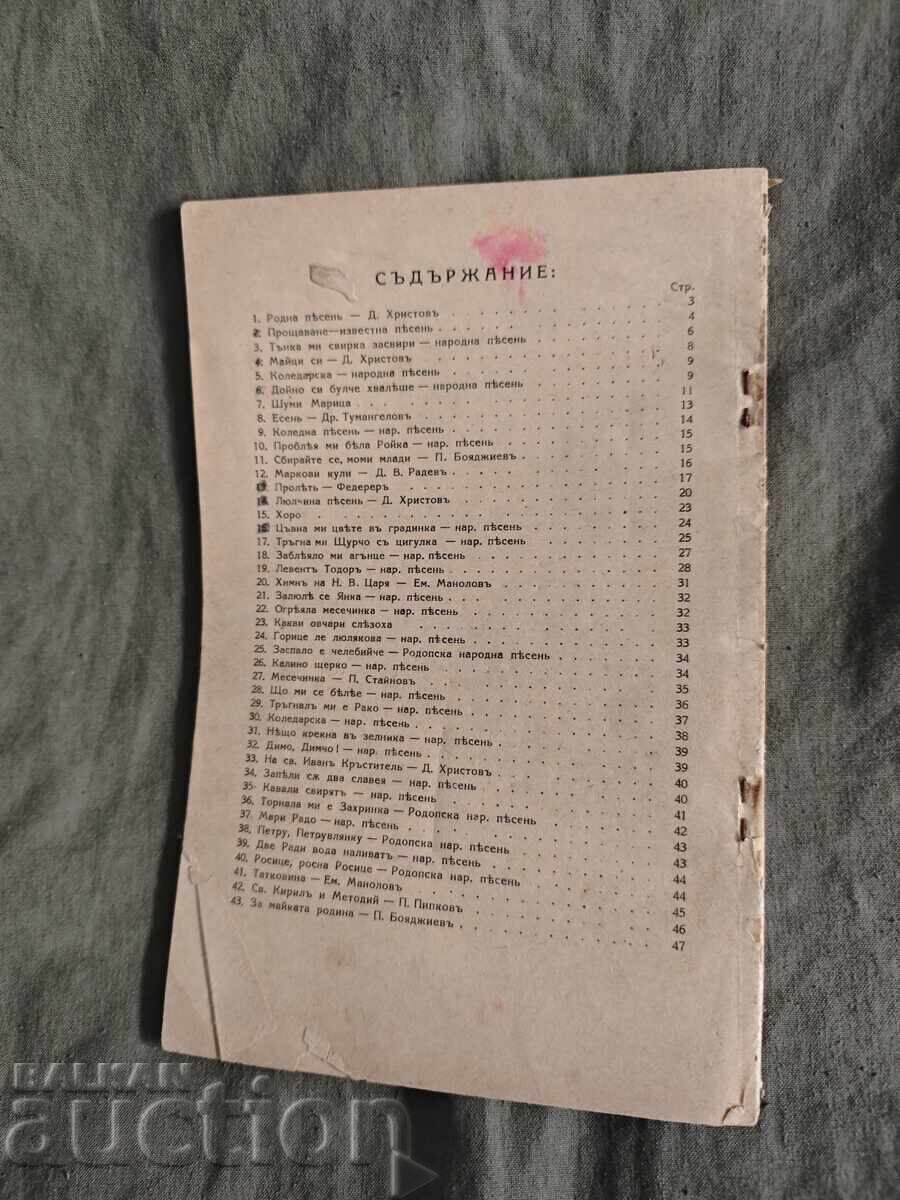 СЪДЪРЖАНИЕ:
Стр.
1. Родна пѣсень — Д. Христовъ . . . 3
2. Прощаване—известна пѣсень . . . 4
3. Тънка ми свирка засвири — народна пѣсень . . . 6
4. Майци си — Д. Христовъ . . . 8
5. Коледарска — народна пѣсень . . . 9
6. Дойно си булче хвалѣше — народна пѣсень . . . 9
7. Шуми Марица . . . 11
8. Есень — Др. Тумангеловъ . . . 13
9. Коледна пѣсень — нар. пѣсень . . . 14
10. Проблѣя ми бѣла Ройка — нар. пѣсень . . . 15
11. Сбирайте се, моми млади — П. Бояджиевъ . . . 15
12. Маркови кули — Д. В. Радевъ . . . 16
13. Пролѣть — Федереръ . . . 17
14. Люлчина пѣсень — Д. Христовъ . . . 20
15. Хоро . . . 23
16. Цъвна ми цвѣте въ градинка — нар. пѣсень . . . 24
17. Тръгна ми Щурчо съ цигулка — нар. пѣсень . . . 25
18. Заблѣяло ми агънце — нар. пѣсень . . . 27
19. Левентъ Тодоръ — нар. пѣсень . . . 28
20. Химнъ на Н. В. Царя — Ем. Маноловъ . . . 31
21. Залюлѣ се Янка — нар. пѣсень . . . 32
22. Огрѣяла месечинка — нар. пѣсень . . . 32
23. Какви овчари слѣзоха . . . 33
24. Горице ле люлякова — нар. пѣсень . . . 33
25. Заспало е челебийче — Родопска народна пѣсень . . . 34
26. Калино щерко — нар. пѣсень . . . 34
27. Месечинка — П. Стайновъ . . . 35
28. Що ми се бѣлѣе — нар. пѣсень . . . 36
29. Тръгналъ ми е Рако — нар. пѣсень . . . 37
30. Коледарска — нар. пѣсень . . . 38
31. Нѣщо крекна въ зелника — нар. пѣсень . . . 39
32. Димо, Димчо! — нар. пѣсень . . . 39
33. На св. Иванъ Кръститель — Д. Христовъ . . . 40
34. Запѣли сѫ два славея — нар. пѣсень . . . 40
35. Кавали свирятъ — нар. пѣсень . . . 41
36. Торнала ми е Захринка — Родопска нар. пѣсень . . . 42
37. Мари Радо — нар. пѣсень . . . 43
38. Петру, Петрувлянку — Родопска нар. пѣсень . . . 43
39. Две Ради вода наливатъ — нар. пѣсень . . . 44
40. Росице, росна Росице — Родопска нар. пѣсень . . . 44
41. Татковина — Ем. Маноловъ . . . 45
42. Св. Кирилъ и Методий — П. Пипковъ . . . 46
43. За майката родина — П. Бояджиевъ . . . 47
BALKAN
auction